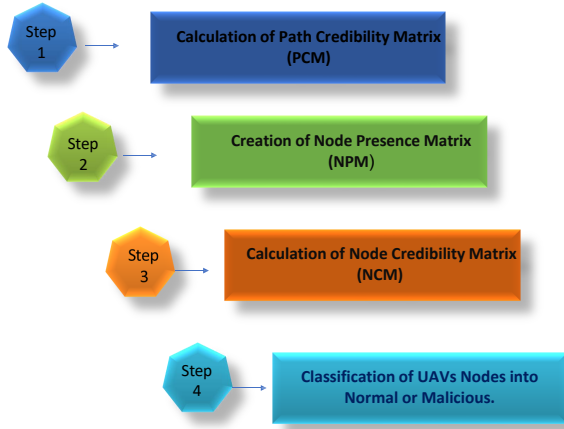 Step
1
Calculation of Path Credibility Matrix
(PCM)
Step
2
Creation of Node Presence Matrix
(NPM)
Step
3
Calculation of Node Credibility Matrix
(NCM)
Step
4
Classification of UAVs Nodes into
Normal or Malicious.